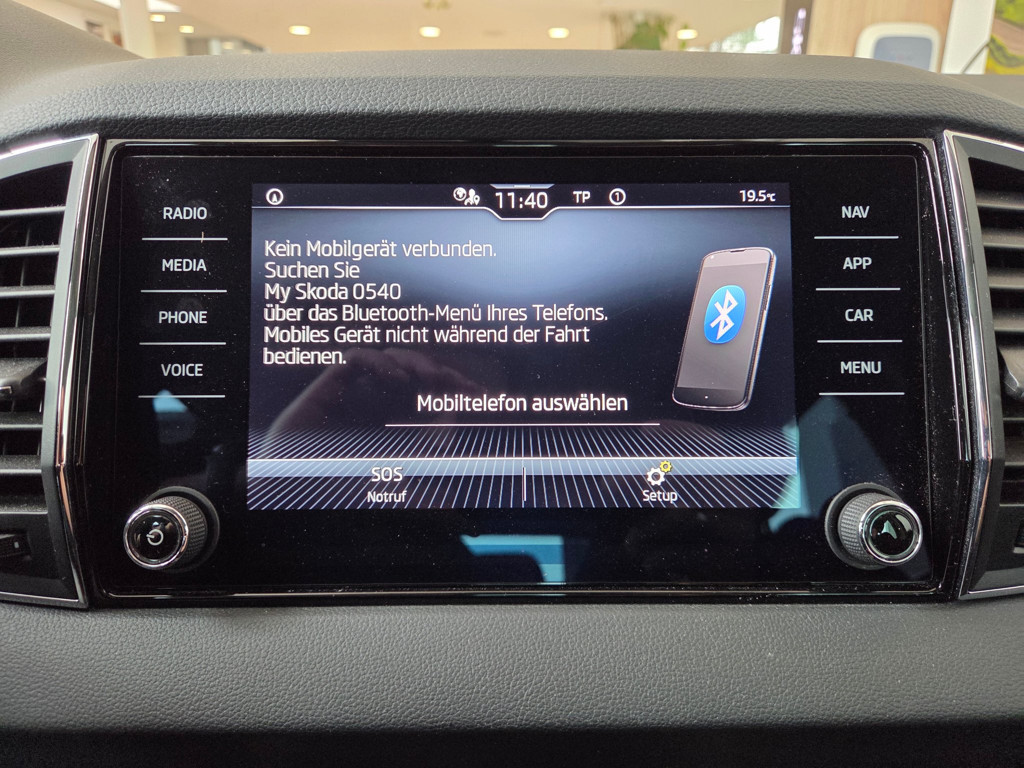 11:40
TP
1
19.5°C
RADIO
MEDIA
PHONE
VOICE
Kein Mobilgerät verbunden.
Suchen Sie
My Skoda 0540
über das Bluetooth-Menü Ihres Telefons.
Mobiles Gerät nicht während der Fahrt
bedienen.
Mobiltelefon auswählen
SOS
Notruf
Setup
NAV
APP
CAR
MENU